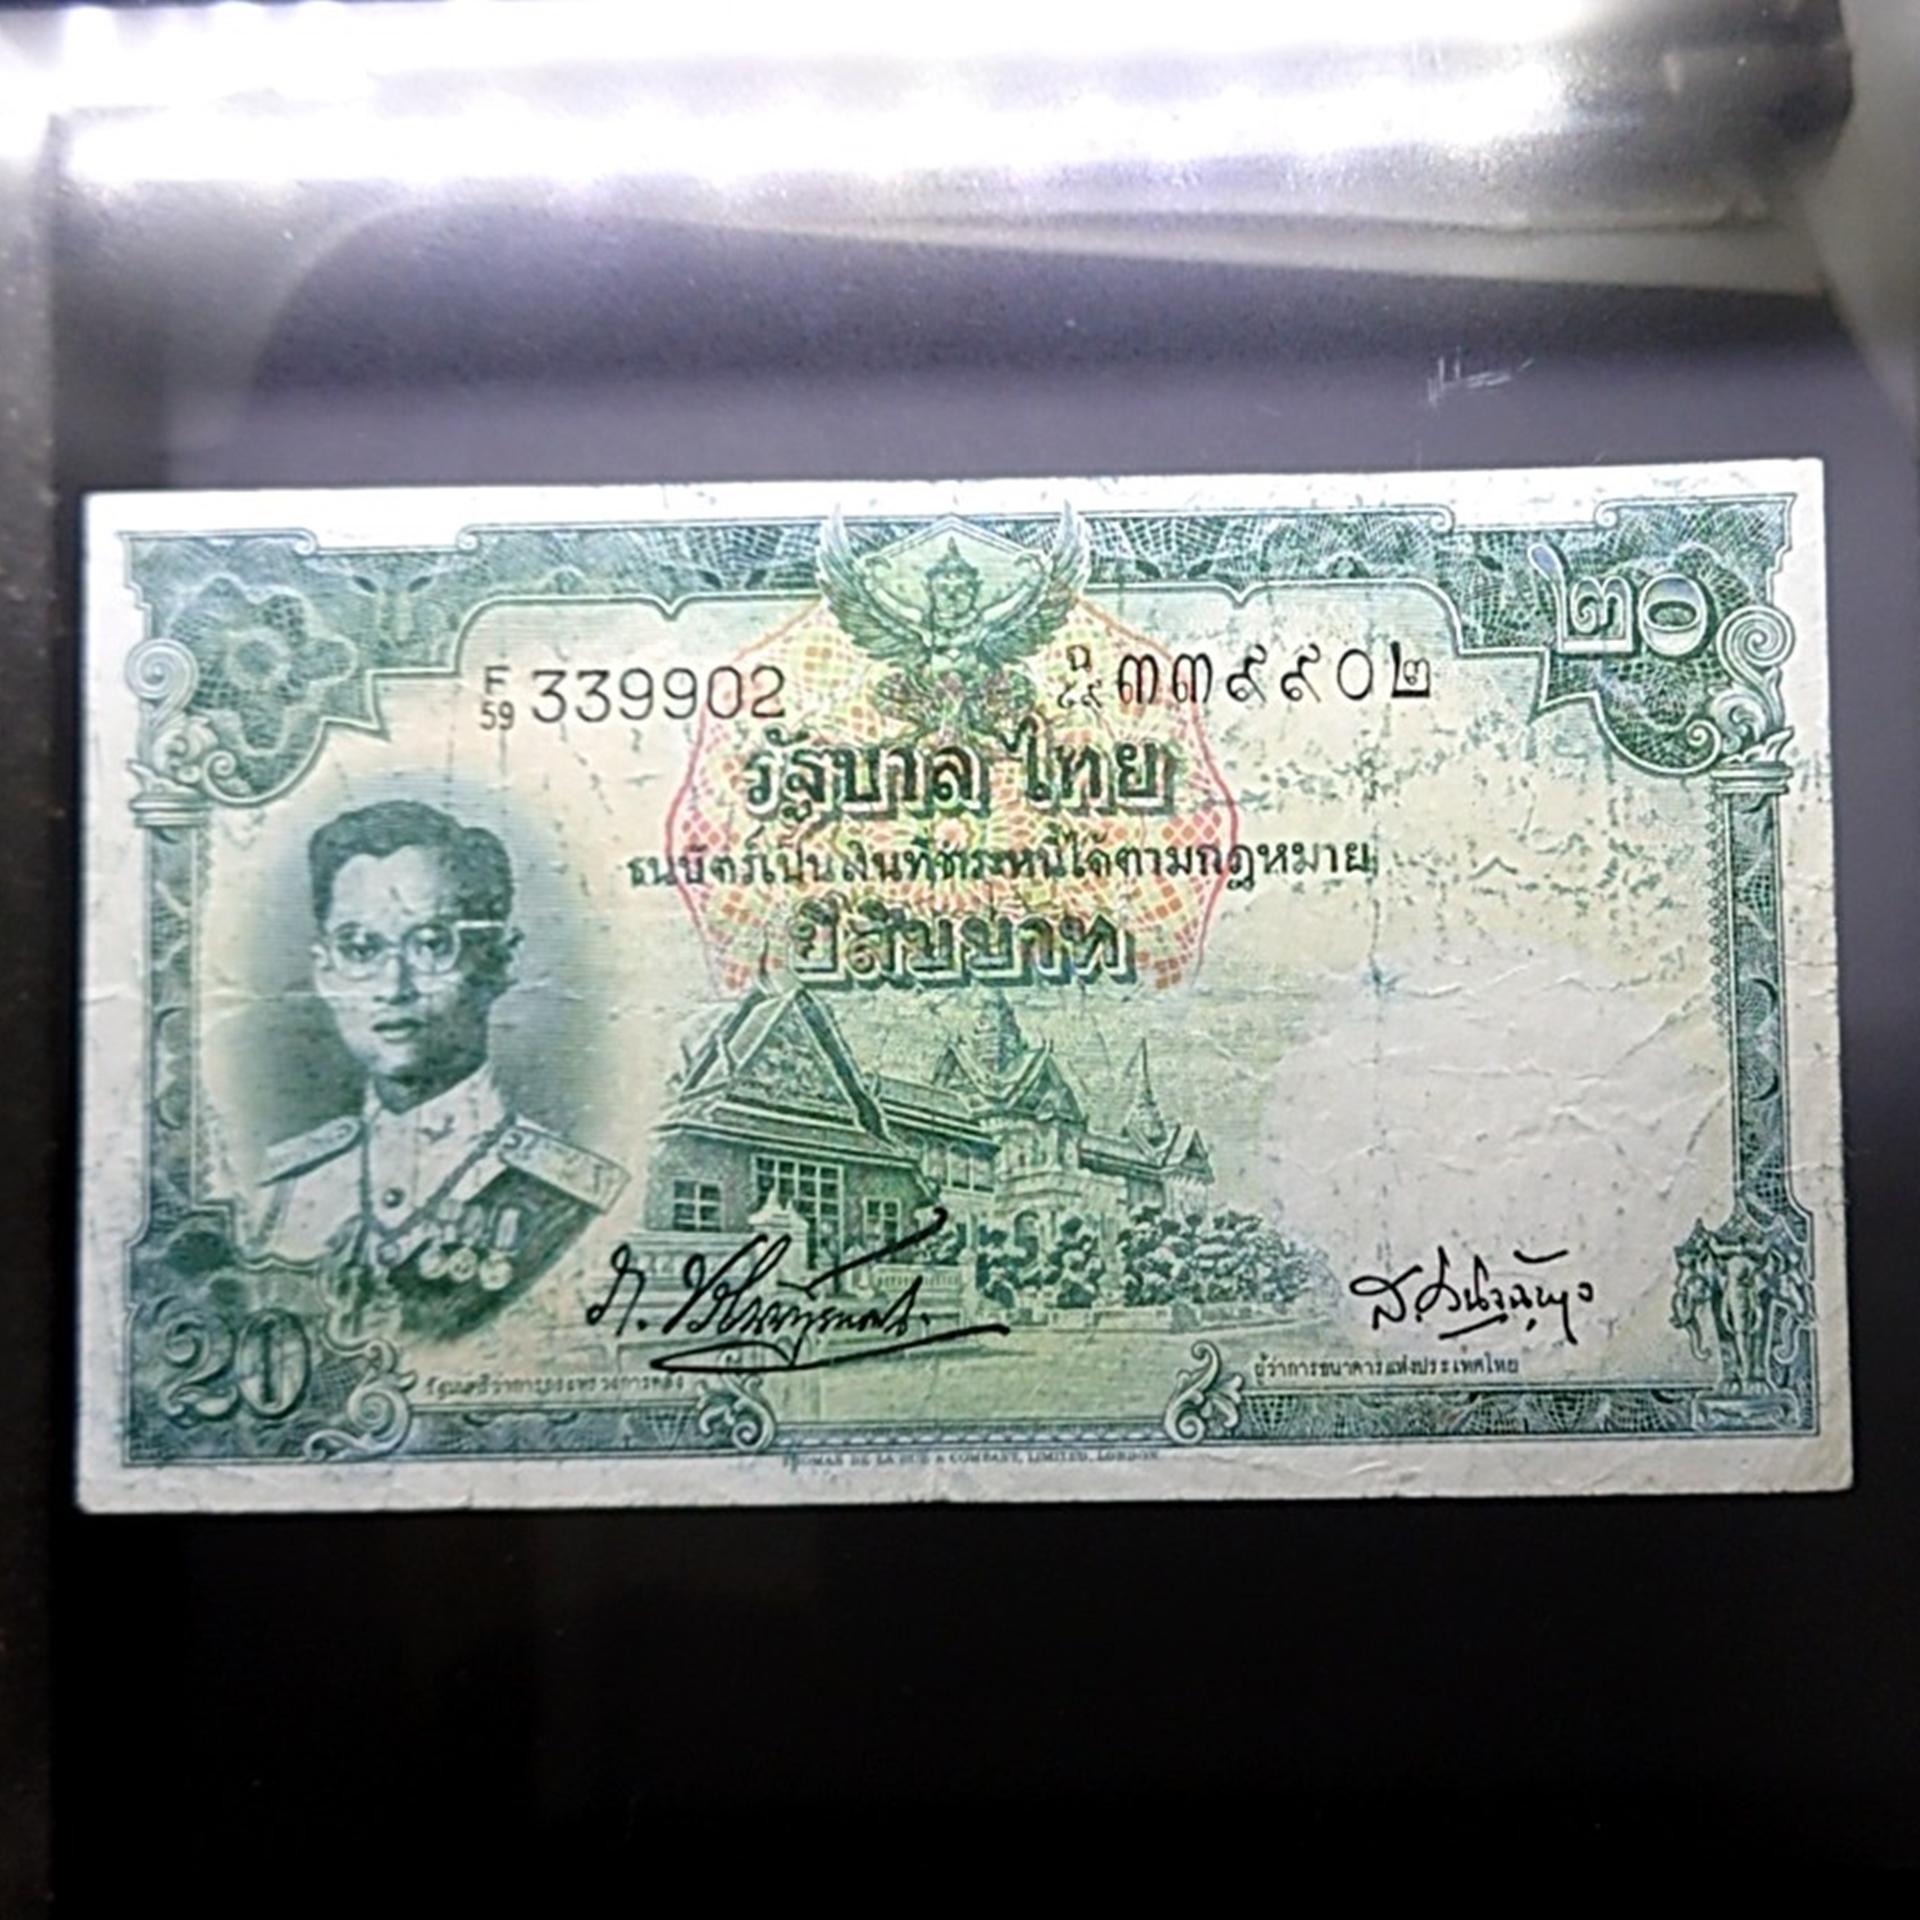 ๒๐
F/59 339902 ฉ/๕๙ ๓๓๙๙๐๒
รัฐบาลไทย
ธนบัตร์เป็นเงินที่ชำระหนี้ได้ตามกฎหมาย
ยี่สิบบาท
20
รัฐมนตรีว่าการกระทรวงการคลัง
ผู้ว่าการธนาคารแห่งประเทศไทย
THOMAS DE LA RUE & COMPANY, LIMITED, LONDON